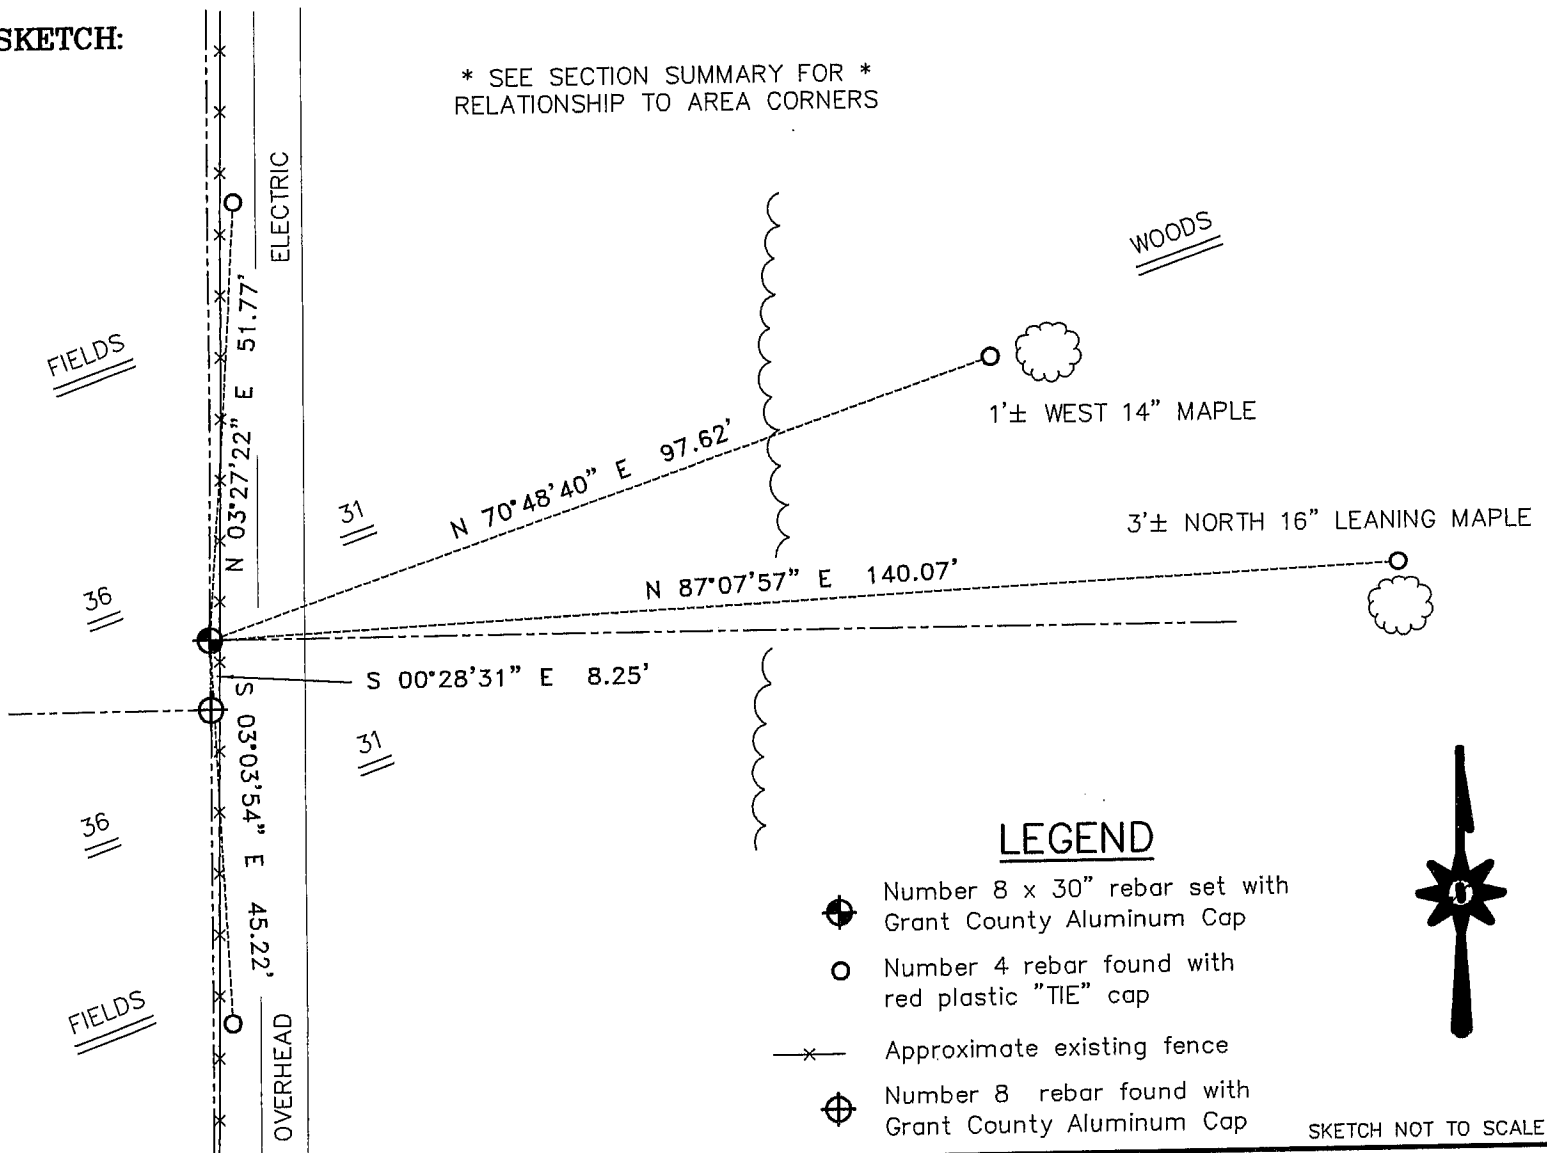 SKETCH:
* SEE SECTION SUMMARY FOR *
RELATIONSHIP TO AREA CORNERS
ELECTRIC
WOODS
FIELDS
N 03°27'22" E 51.77'
1'± WEST 14" MAPLE
N 70°48'40" E 97.62'
31
3'± NORTH 16" LEANING MAPLE
N 87°07'57" E 140.07'
36
S 00°28'31" E 8.25'
S 03°03'54" E 45.22'
31
36
FIELDS
OVERHEAD
LEGEND
Number 8 x 30" rebar set with
Grant County Aluminum Cap
Number 4 rebar found with
red plastic "TIE" cap
Approximate existing fence
Number 8 rebar found with
Grant County Aluminum Cap
SKETCH NOT TO SCALE